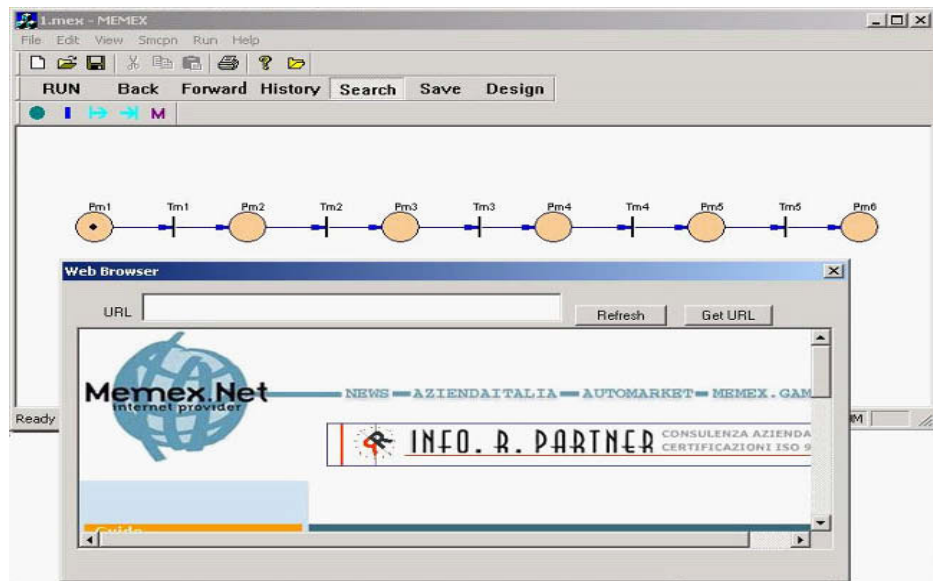 1.mex - MEMEX
File Edit View Smcpn Run Help
RUN Back Forward History Search Save Design
M
Pm1 Tm1 Pm2 Tm2 Pm3 Tm3 Pm4 Tm4 Pm5 Tm5 Pm6
Web Browser
URL Refresh Get URL
Memex.Net
internet provider
NEWS AZIENDAITALIA AUTOMARKET MEMEX.GAM
INFO. R. PARTNER CONSULENZA AZIENDA
CERTIFICAZIONI ISO 9
Guide
Ready